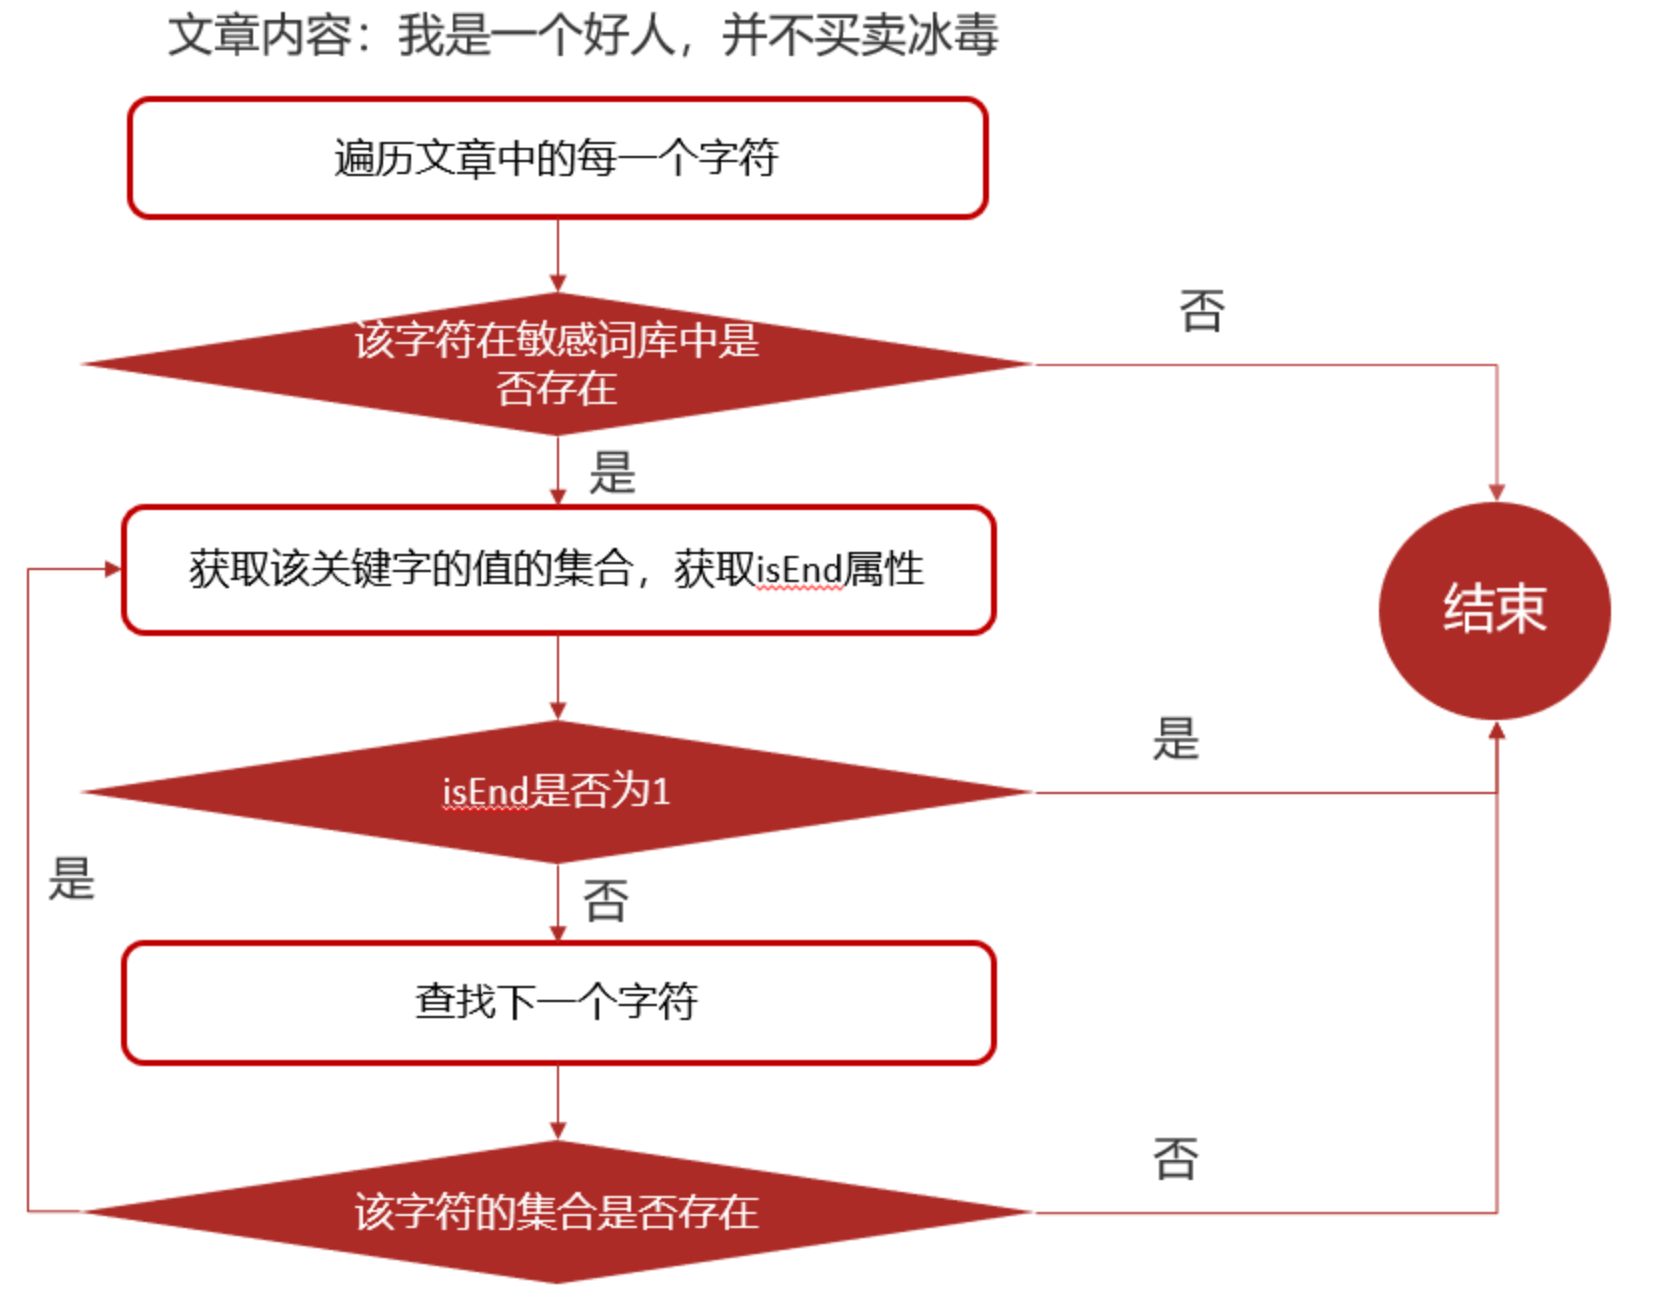 文章内容：我是一个好人，并不买卖冰毒
遍历文章中的每一个字符
该字符在敏感词库中是
否存在
否
是
获取该关键字的值的集合，获取isEnd属性
结束
isEnd是否为1
是
是
否
查找下一个字符
该字符的集合是否存在
否